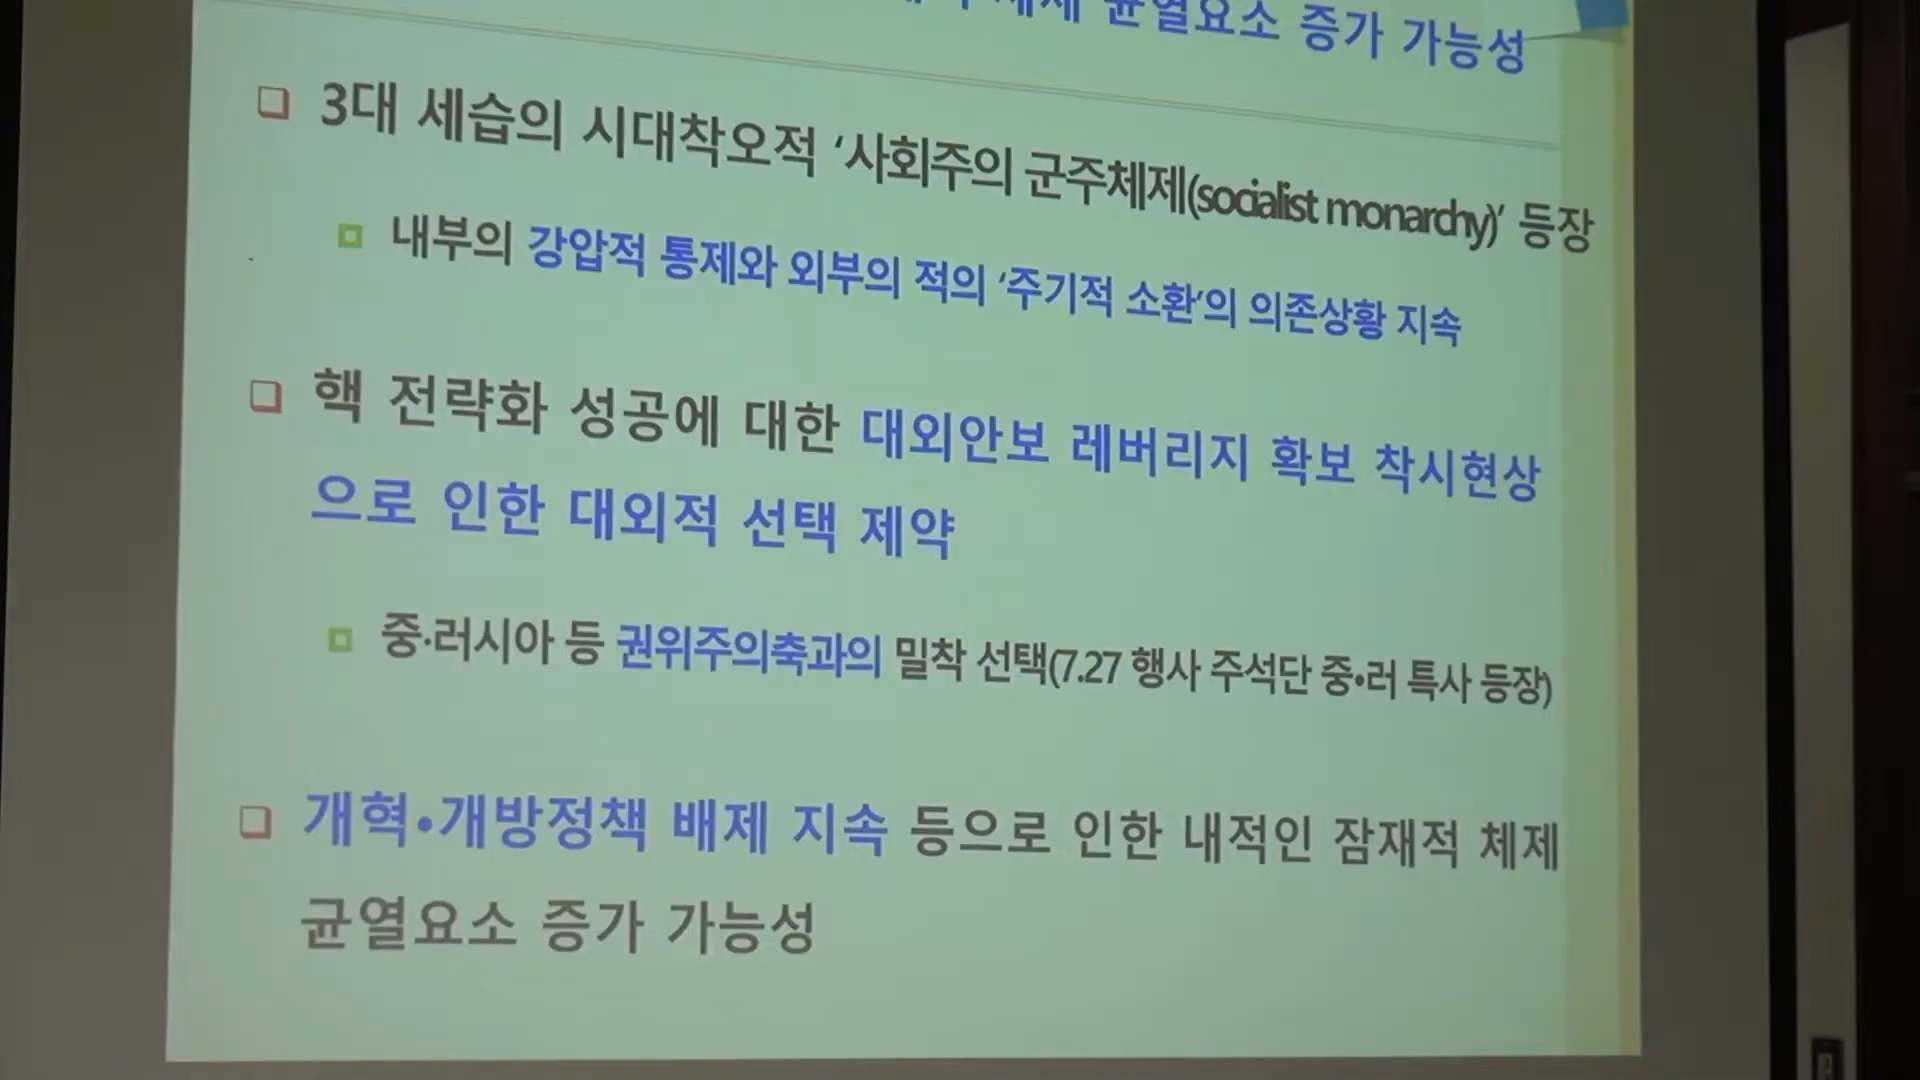 균열요소 증가 가능성
3대 세습의 시대착오적 ‘사회주의 군주체제(socialist monarchy)’ 등장
내부의 강압적 통제와 외부의 적의 ‘주기적 소환’의 의존상황 지속
핵 전략화 성공에 대한 대외안보 레버리지 확보 착시현상
으로 인한 대외적 선택 제약
중·러시아 등 권위주의축과의 밀착 선택(7.27 행사 주석단 중•러 특사 등장)
개혁•개방정책 배제 지속 등으로 인한 내적인 잠재적 체제
균열요소 증가 가능성